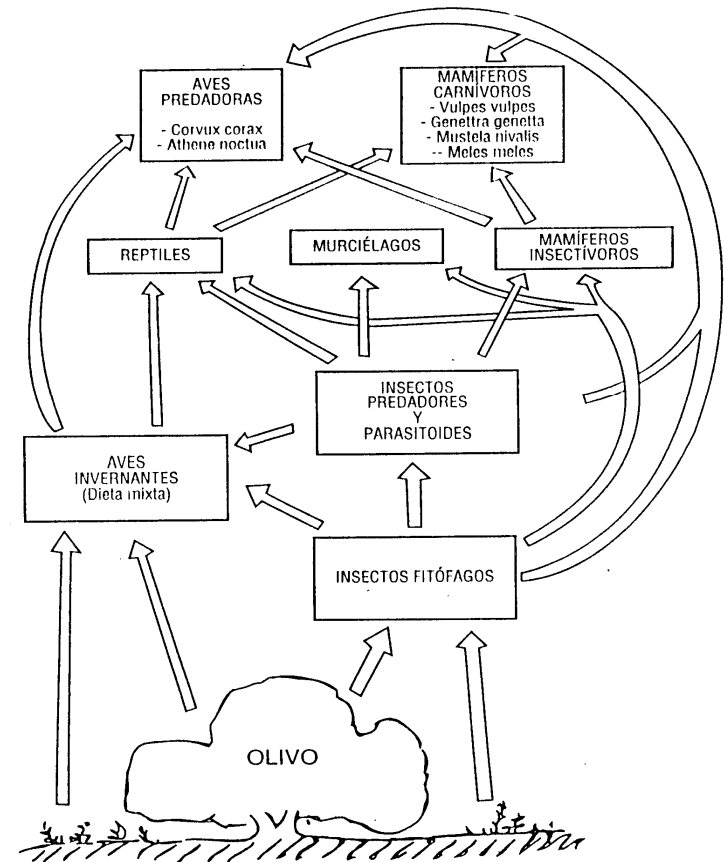 AVES
PREDADORAS
- Corvux corax
- Athene noctua
MAMÍFEROS
CARNÍVOROS
- Vulpes vulpes
- Genettra genetta
- Mustela nivalis
-- Meles meles
REPTILES
MURCIÉLAGOS
MAMÍFEROS
INSECTÍVOROS
INSECTOS
PREDADORES
Y
PARASITOIDES
AVES
INVERNANTES
(Dieta mixta)
INSECTOS FITÓFAGOS
OLIVO